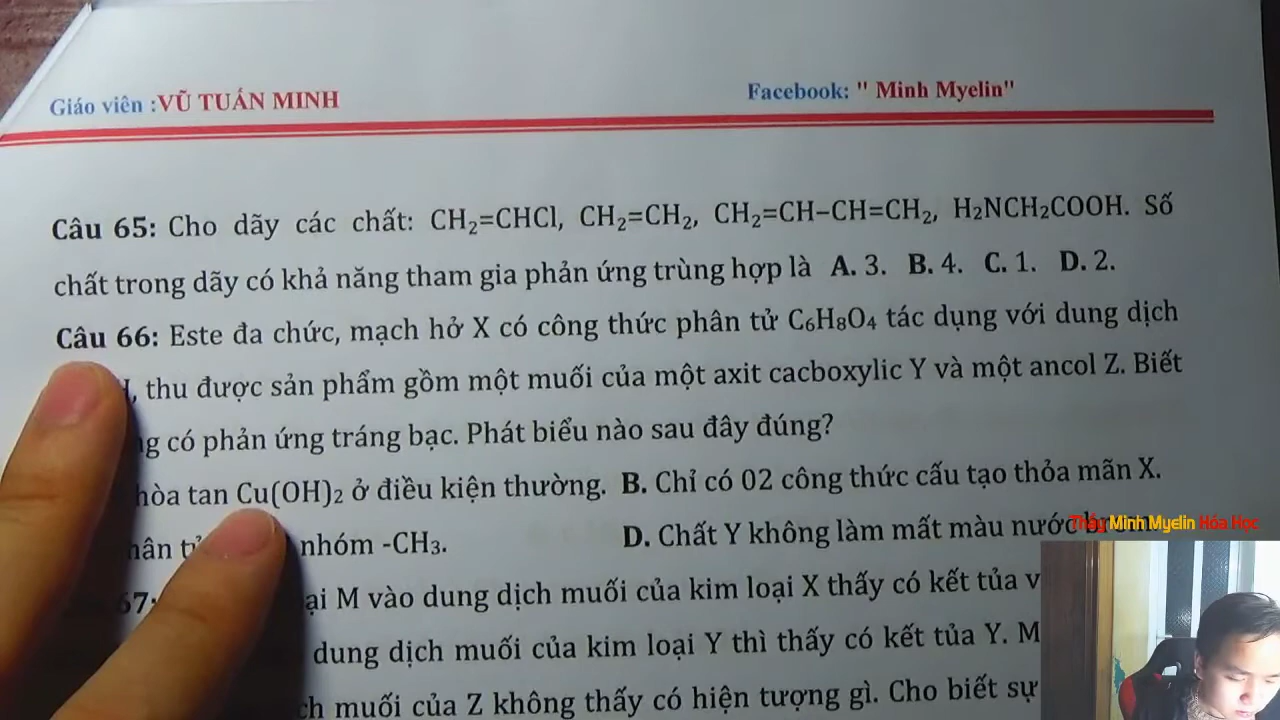 Giáo viên :VŨ TUẤN MINH
Facebook: " Minh Myelin"
Câu 65: Cho dãy các chất: CH₂=CHCl, CH₂=CH₂, CH₂=CH–CH=CH₂, H₂NCH₂COOH. Số
chất trong dãy có khả năng tham gia phản ứng trùng hợp là A. 3. B. 4. C. 1. D. 2.
Câu 66: Este đa chức, mạch hở X có công thức phân tử C₆H₈O₄ tác dụng với dung dịch
, thu được sản phẩm gồm một muối của một axit cacboxylic Y và một ancol Z. Biết
có phản ứng tráng bạc. Phát biểu nào sau đây đúng?
hòa tan Cu(OH)₂ ở điều kiện thường. B. Chỉ có 02 công thức cấu tạo thỏa mãn X.
nhóm -CH₃. D. Chất Y không làm mất màu nước
Thầy Minh Myelin Hóa Học
67: M vào dung dịch muối của kim loại X thấy có kết tủa
dung dịch muối của kim loại Y thì thấy có kết tủa Y. M
muối của Z không thấy có hiện tượng gì. Cho biết sự